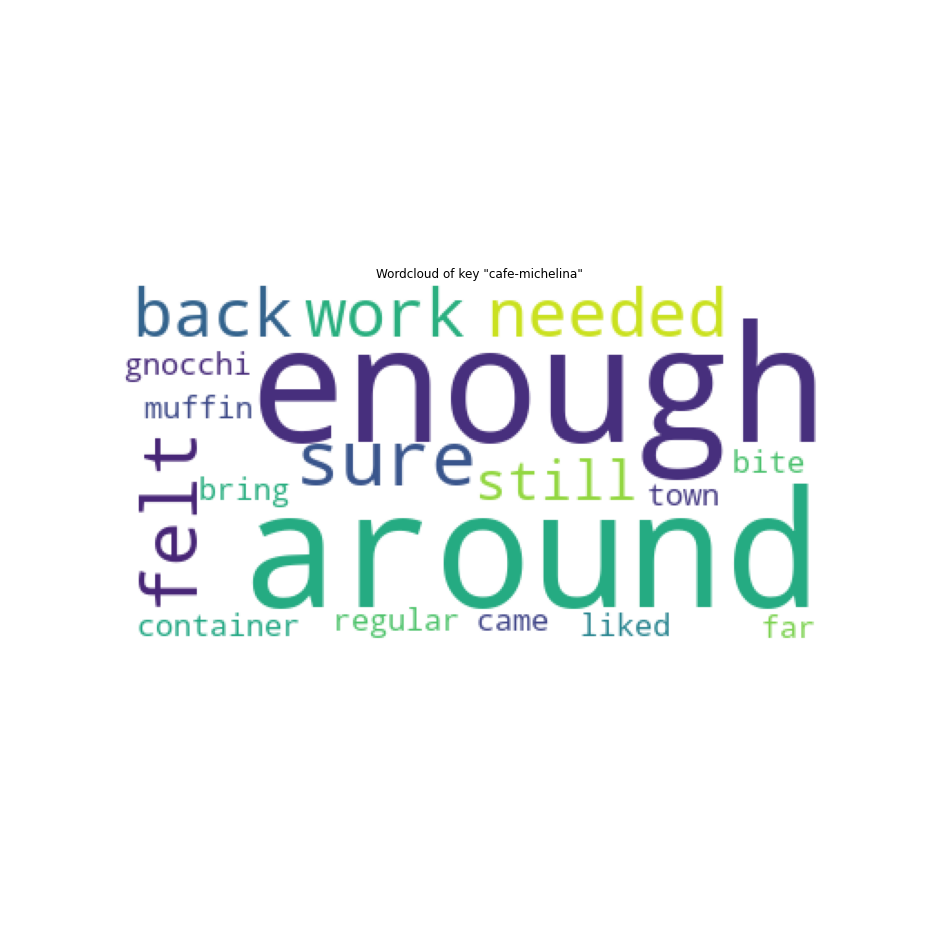 Wordcloud of key "cafe-michelina"
back work needed
gnocchi enough
muffin
felt sure still bite
bring town
around
container regular came liked far